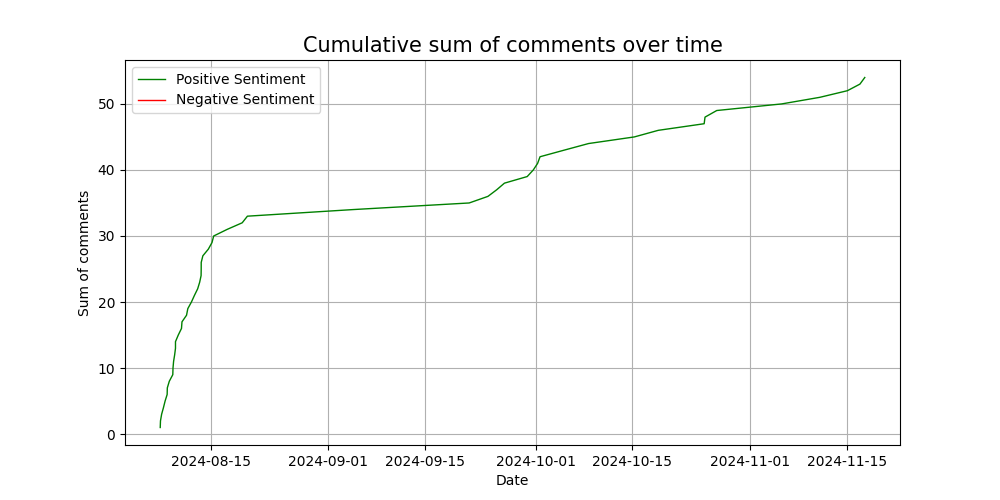 Cumulative sum of comments over time
Positive Sentiment
Negative Sentiment
50
40
30
20
10
0
Sum of comments
2024-08-15 2024-09-01 2024-09-15 2024-10-01 2024-10-15 2024-11-01 2024-11-15
Date